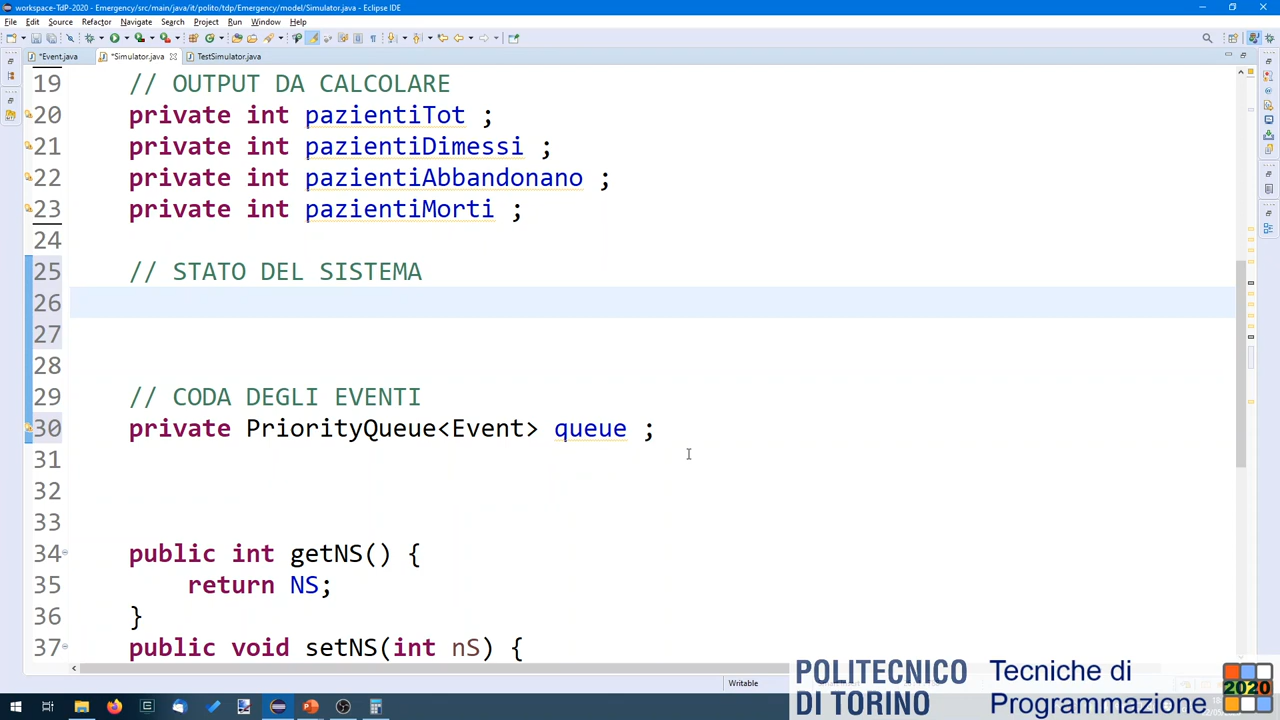 workspace-TdP-2020 - Emergency/src/main/java/it/polito/tdp/Emergency/model/Simulator.java - Eclipse IDE
File Edit Source Refactor Navigate Search Project Run Window Help
*Event.java *Simulator.java TestSimulator.java
19 // OUTPUT DA CALCOLARE
20 private int pazientiTot ;
21 private int pazientiDimessi ;
22 private int pazientiAbbandonano ;
23 private int pazientiMorti ;
24
25 // STATO DEL SISTEMA
26
27
28
29 // CODA DEGLI EVENTI
30 private PriorityQueue<Event> queue ;
31
32
33
34 public int getNS() {
35 return NS;
36 }
37 public void setNS(int nS) {
Writable
POLITECNICO
DI TORINO
Tecniche di
Programmazione
2020